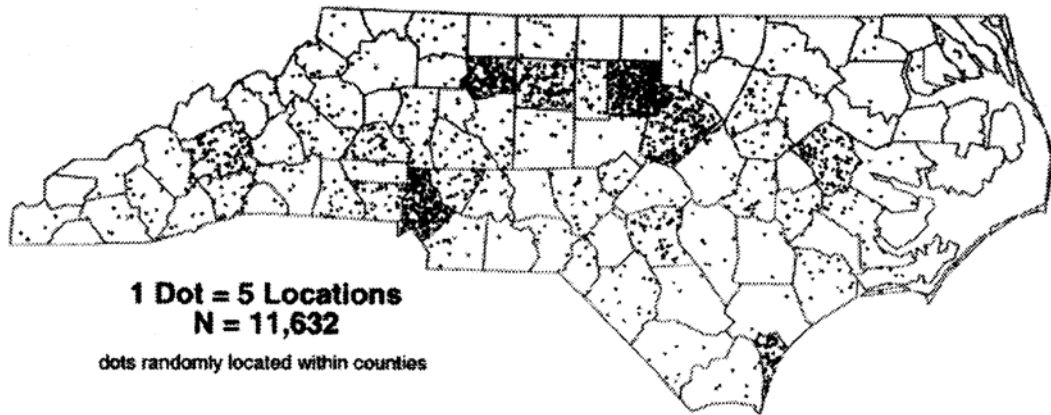 1 Dot = 5 Locations
N = 11,632
dots randomly located within counties